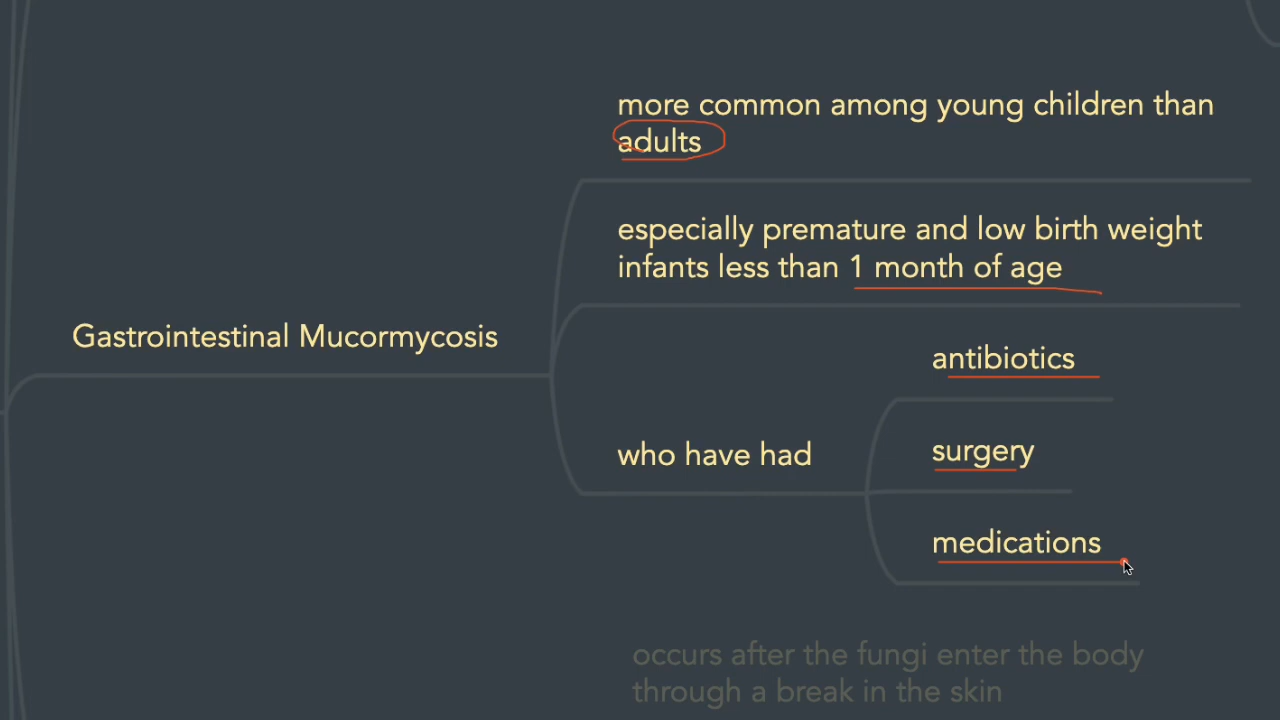 more common among young children than
adults
especially premature and low birth weight
infants less than 1 month of age
Gastrointestinal Mucormycosis
antibiotics
who have had
surgery
medications
occurs after the fungi enter the body
through a break in the skin